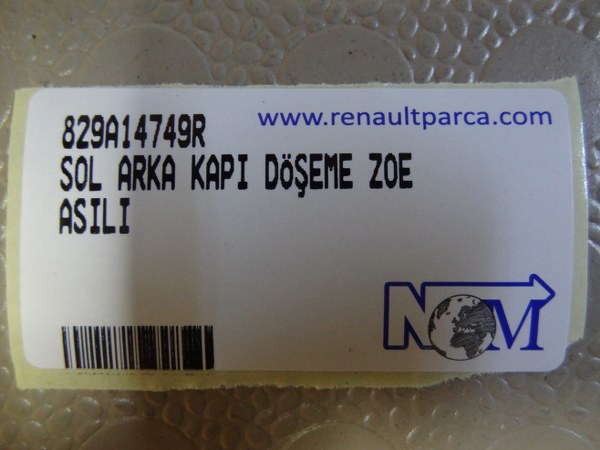 www.renaultparca.com
829A14749R
SOL ARKA KAPI DÖŞEME ZOE
ASILI
NOM